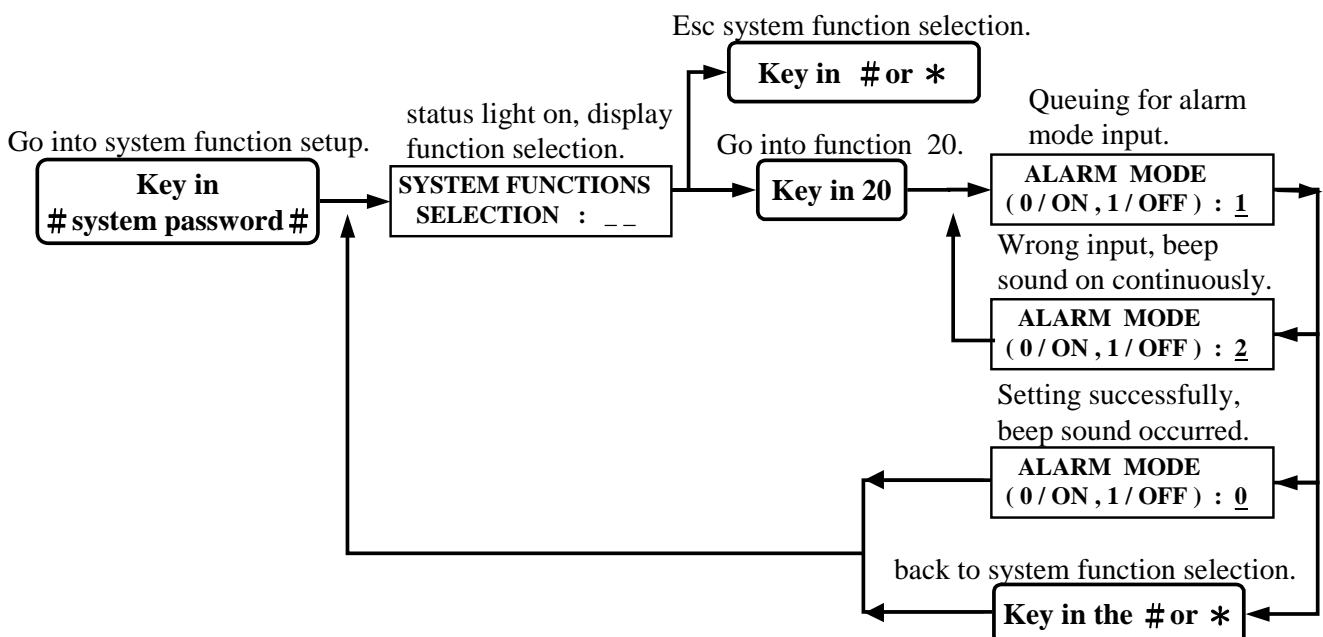 Esc system function selection.
Key in # or *
Go into system function setup.
Key in
# system password #
status light on, display
function selection.
SYSTEM FUNCTIONS
SELECTION : _ _
Go into function 20.
Key in 20
Queuing for alarm
mode input.
ALARM MODE
( 0 / ON , 1 / OFF ) : 1
Wrong input, beep
sound on continuously.
ALARM MODE
( 0 / ON , 1 / OFF ) : 2
Setting successfully,
beep sound occurred.
ALARM MODE
( 0 / ON , 1 / OFF ) : 0
back to system function selection.
Key in the # or *